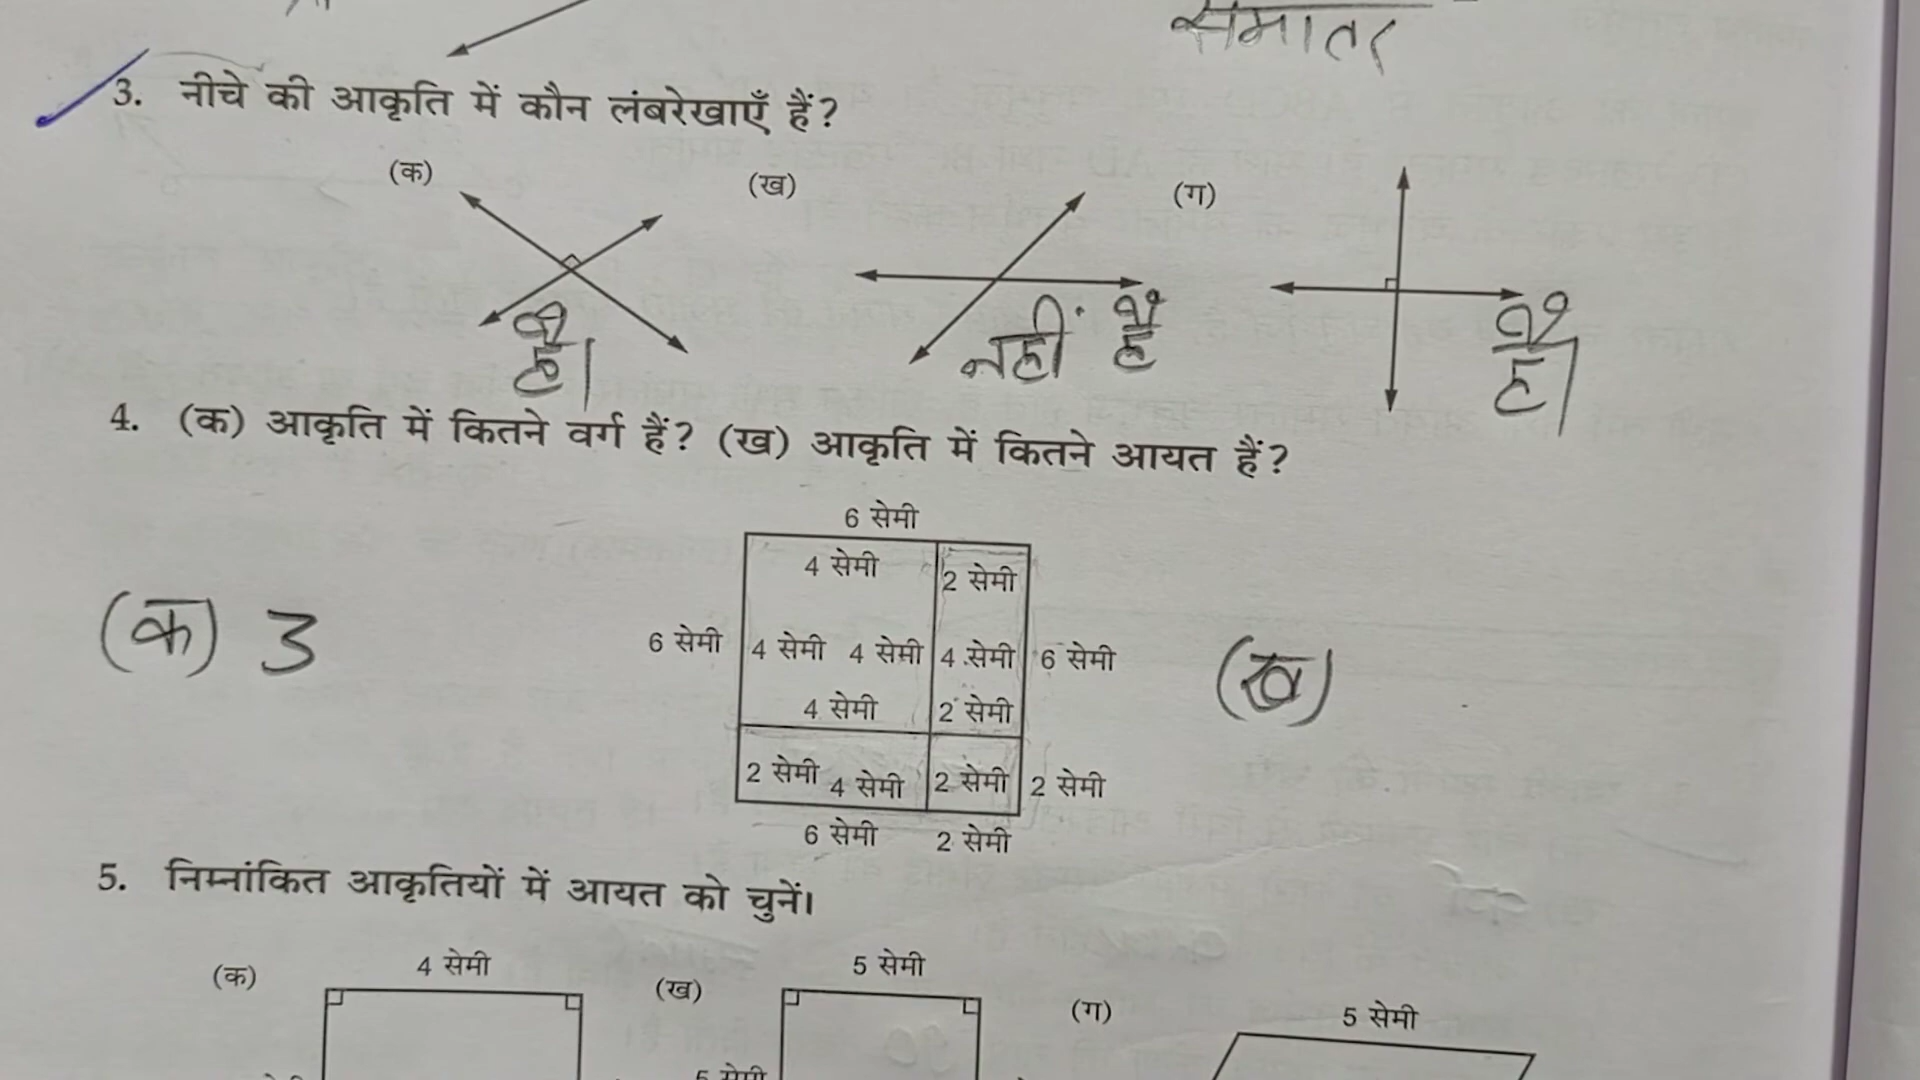 समातर
3. नीचे की आकृति में कौन लंबरेखाएँ हैं?
(क) (ख) (ग)
है।
नहीं है
है।
4. (क) आकृति में कितने वर्ग हैं? (ख) आकृति में कितने आयत हैं?
6 सेमी
4 सेमी 2 सेमी
6 सेमी 4 सेमी 4 सेमी 4 सेमी 6 सेमी
4 सेमी 2 सेमी
2 सेमी 4 सेमी 2 सेमी 2 सेमी
6 सेमी 2 सेमी
(क) 3
(ख)
5. निम्नांकित आकृतियों में आयत को चुनें।
(क) 4 सेमी (ख) 5 सेमी (ग) 5 सेमी